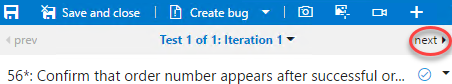 Save and close Create bug
prev Test 1 of 1: Iteration 1 next
56*: Confirm that order number appears after successful or...